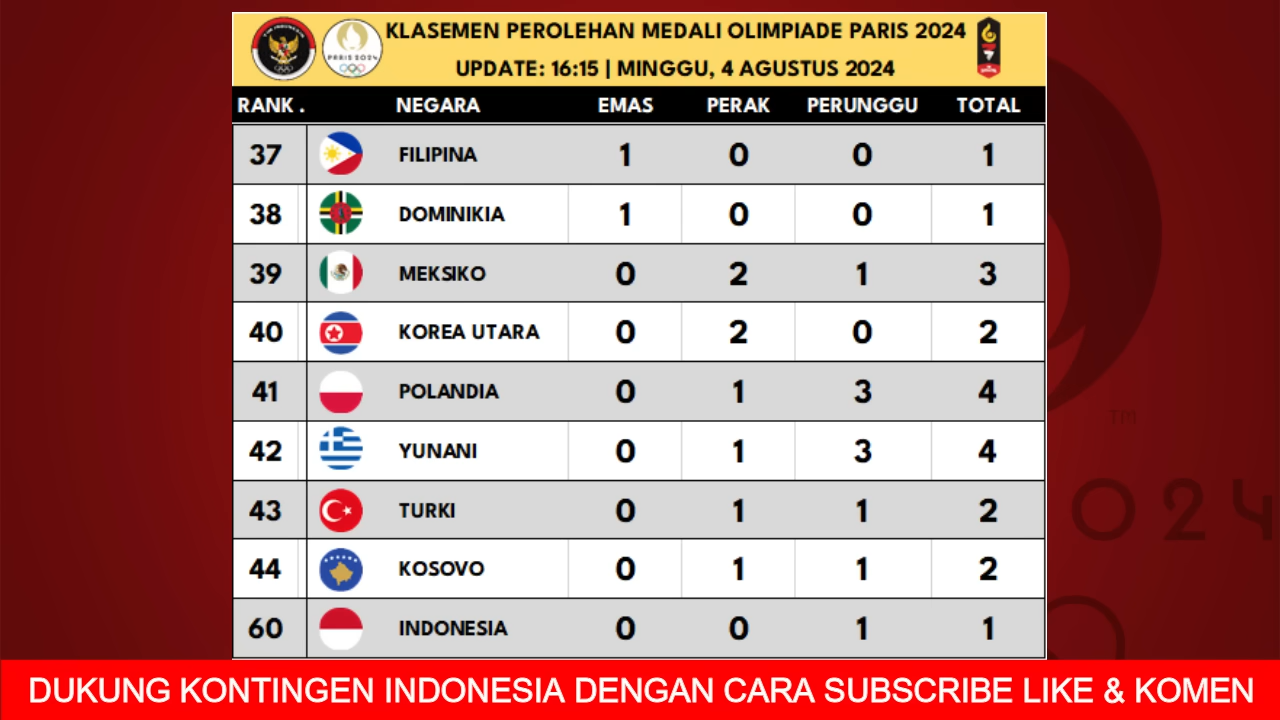 KLASEMEN PEROLEHAN MEDALI OLIMPIADE PARIS 2024
PARIS 2024
UPDATE: 16:15 | MINGGU, 4 AGUSTUS 2024
RANK . NEGARA EMAS PERAK PERUNGGU TOTAL
37 FILIPINA 1 0 0 1
38 DOMINIKIA 1 0 0 1
39 MEKSIKO 0 2 1 3
40 KOREA UTARA 0 2 0 2
41 POLANDIA 0 1 3 4
TM
42 YUNANI 0 1 3 4
43 TURKI 0 1 1 2
024
44 KOSOVO 0 1 1 2
60 INDONESIA 0 0 1 1
DUKUNG KONTINGEN INDONESIA DENGAN CARA SUBSCRIBE LIKE & KOMEN